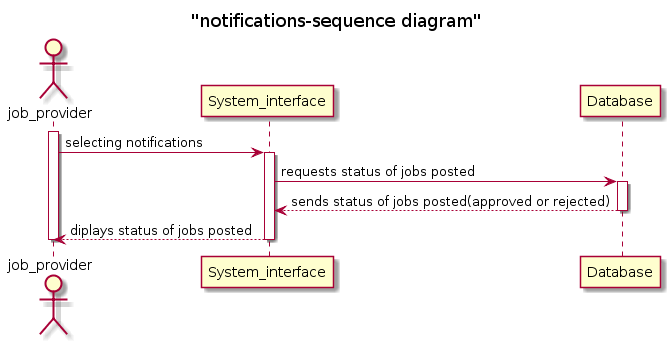 "notifications-sequence diagram"
job_provider
System_interface
Database
selecting notifications
requests status of jobs posted
sends status of jobs posted(approved or rejected)
diplays status of jobs posted
job_provider
System_interface
Database